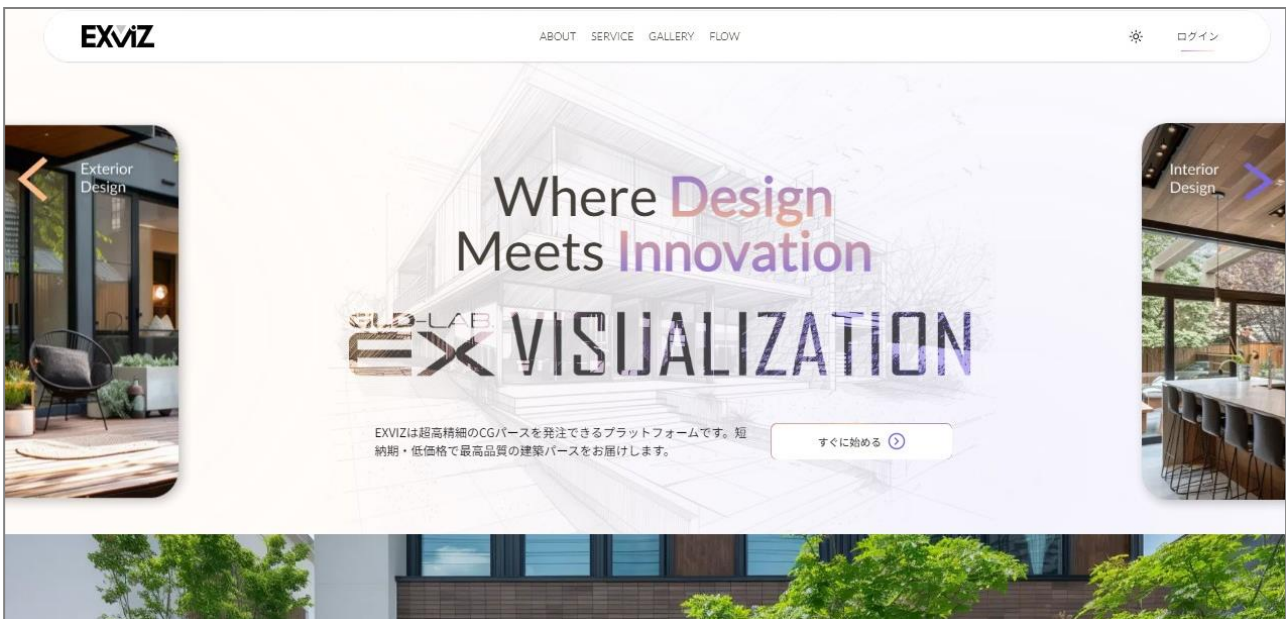 EXViZ
ABOUT SERVICE GALLERY FLOW
ログイン
Exterior
Design
Where Design
Meets Innovation
GLD-LAB
EX VISUALIZATION
EXVIZは超高精細のCGパースを発注できるプラットフォームです。短
納期・低価格で最高品質の建築パースをお届けします。
すぐに始める
Interior
Design